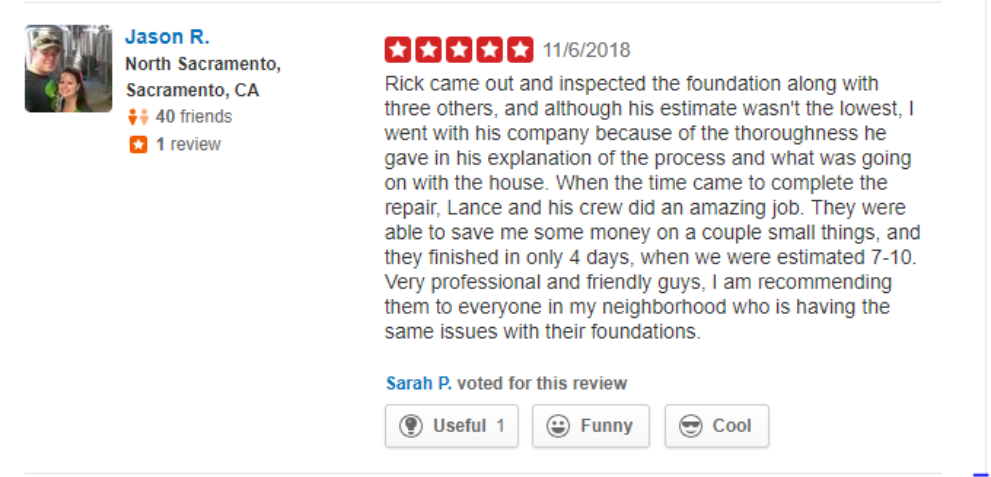 Jason R.
North Sacramento,
Sacramento, CA
40 friends
1 review
11/6/2018
Rick came out and inspected the foundation along with
three others, and although his estimate wasn't the lowest, I
went with his company because of the thoroughness he
gave in his explanation of the process and what was going
on with the house. When the time came to complete the
repair, Lance and his crew did an amazing job. They were
able to save me some money on a couple small things, and
they finished in only 4 days, when we were estimated 7-10.
Very professional and friendly guys, I am recommending
them to everyone in my neighborhood who is having the
same issues with their foundations.
Sarah P. voted for this review
Useful 1 Funny Cool